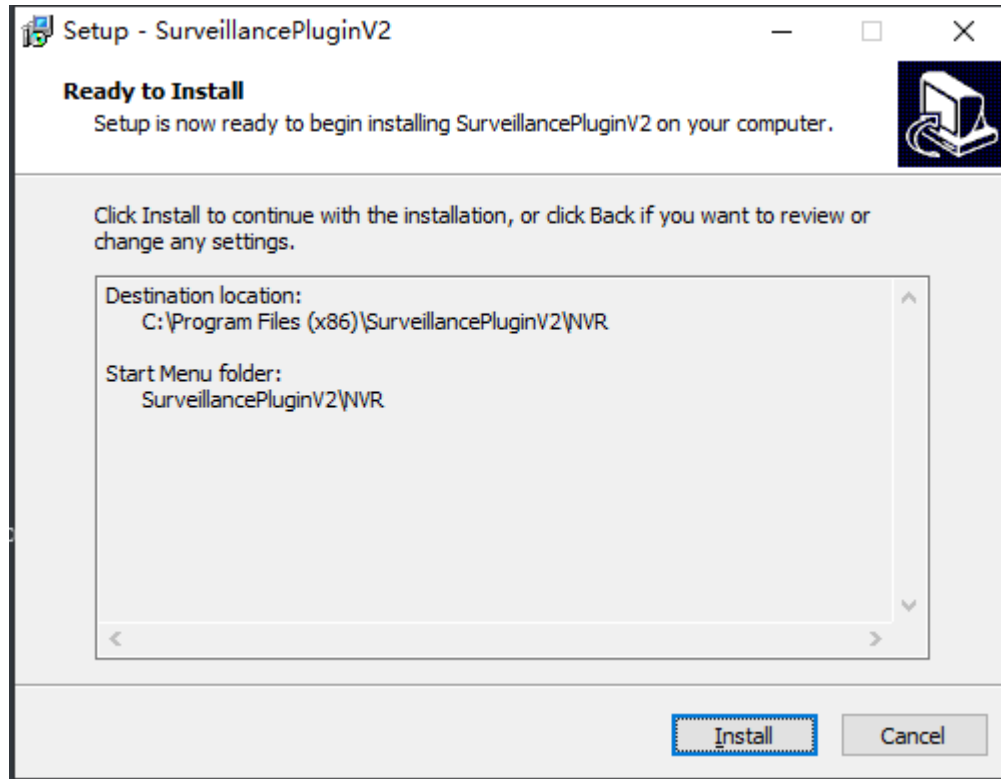 Setup - SurveillancePluginV2
Ready to Install
Setup is now ready to begin installing SurveillancePluginV2 on your computer.
Click Install to continue with the installation, or click Back if you want to review or
change any settings.
Destination location:
C:\Program Files (x86)\SurveillancePluginV2\NVR
Start Menu folder:
SurveillancePluginV2\NVR
Install
Cancel